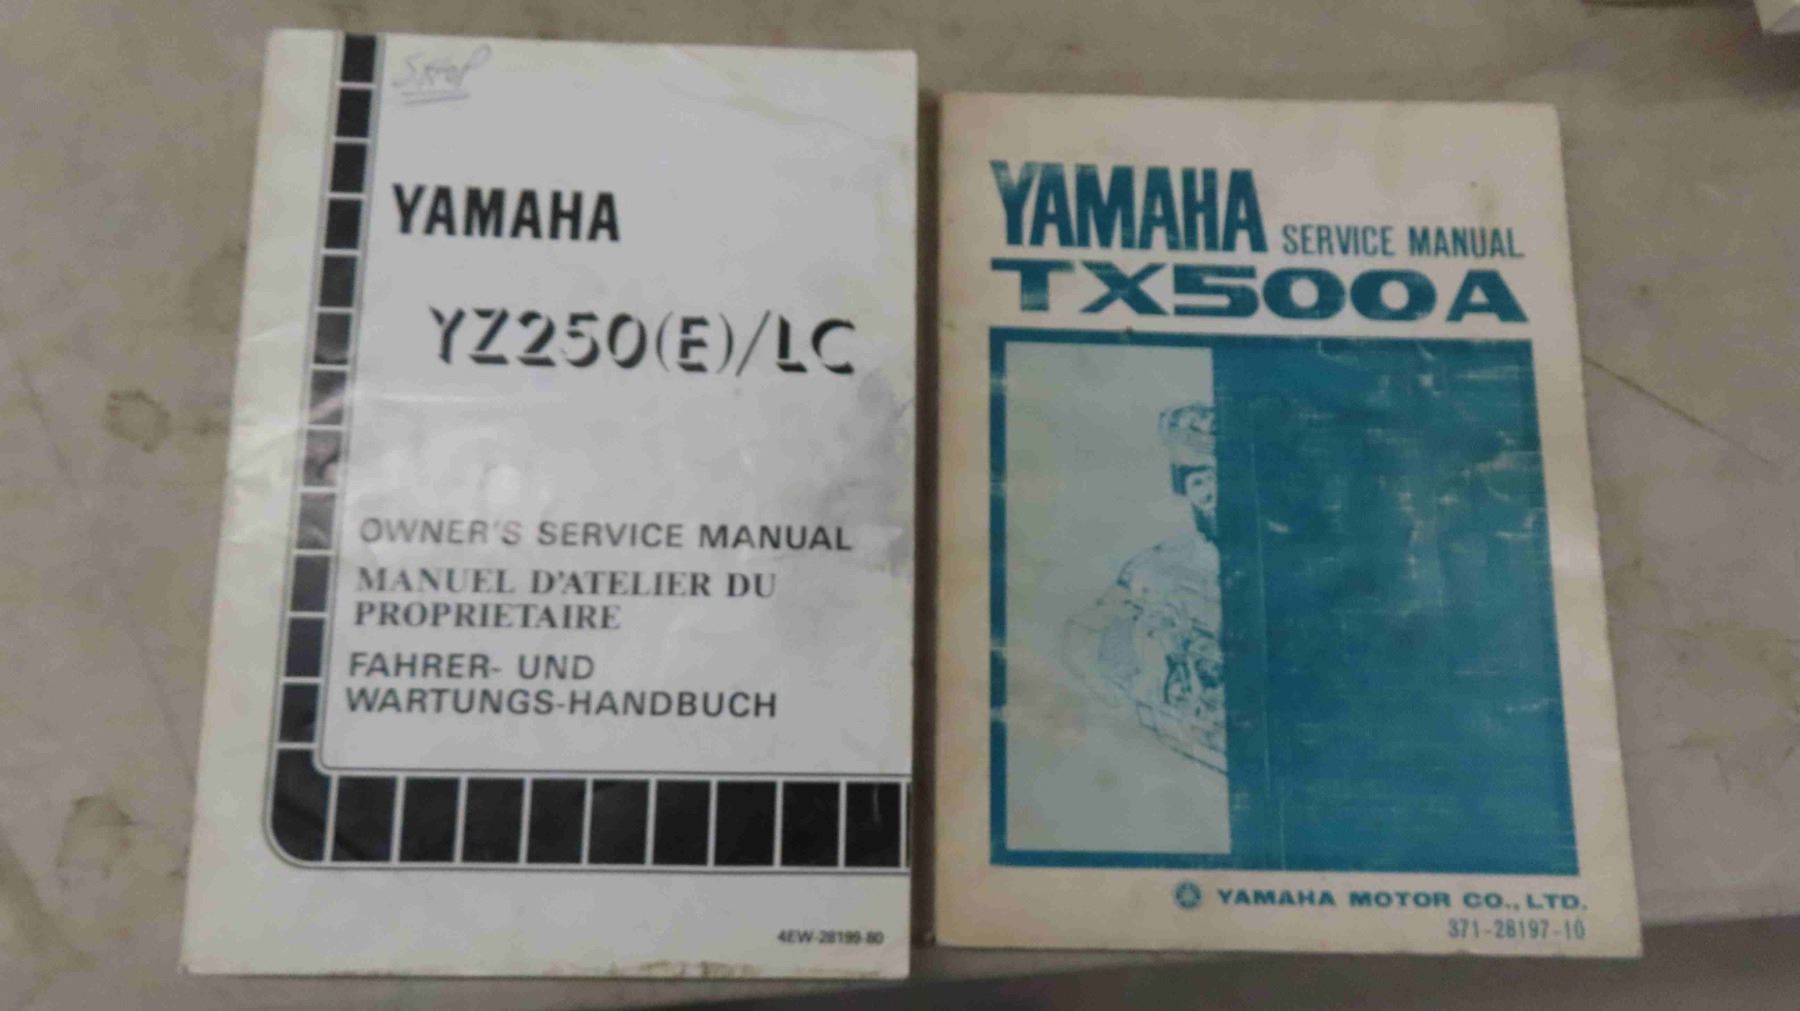 SHOP
YAMAHA
YZ250(E)/LC
OWNER'S SERVICE MANUAL
MANUEL D'ATELIER DU
PROPRIETAIRE
FAHRER- UND
WARTUNGS-HANDBUCH
4EW-28199-80
YAMAHA SERVICE MANUAL
TX500A
YAMAHA MOTOR CO., LTD.
371-28197-10